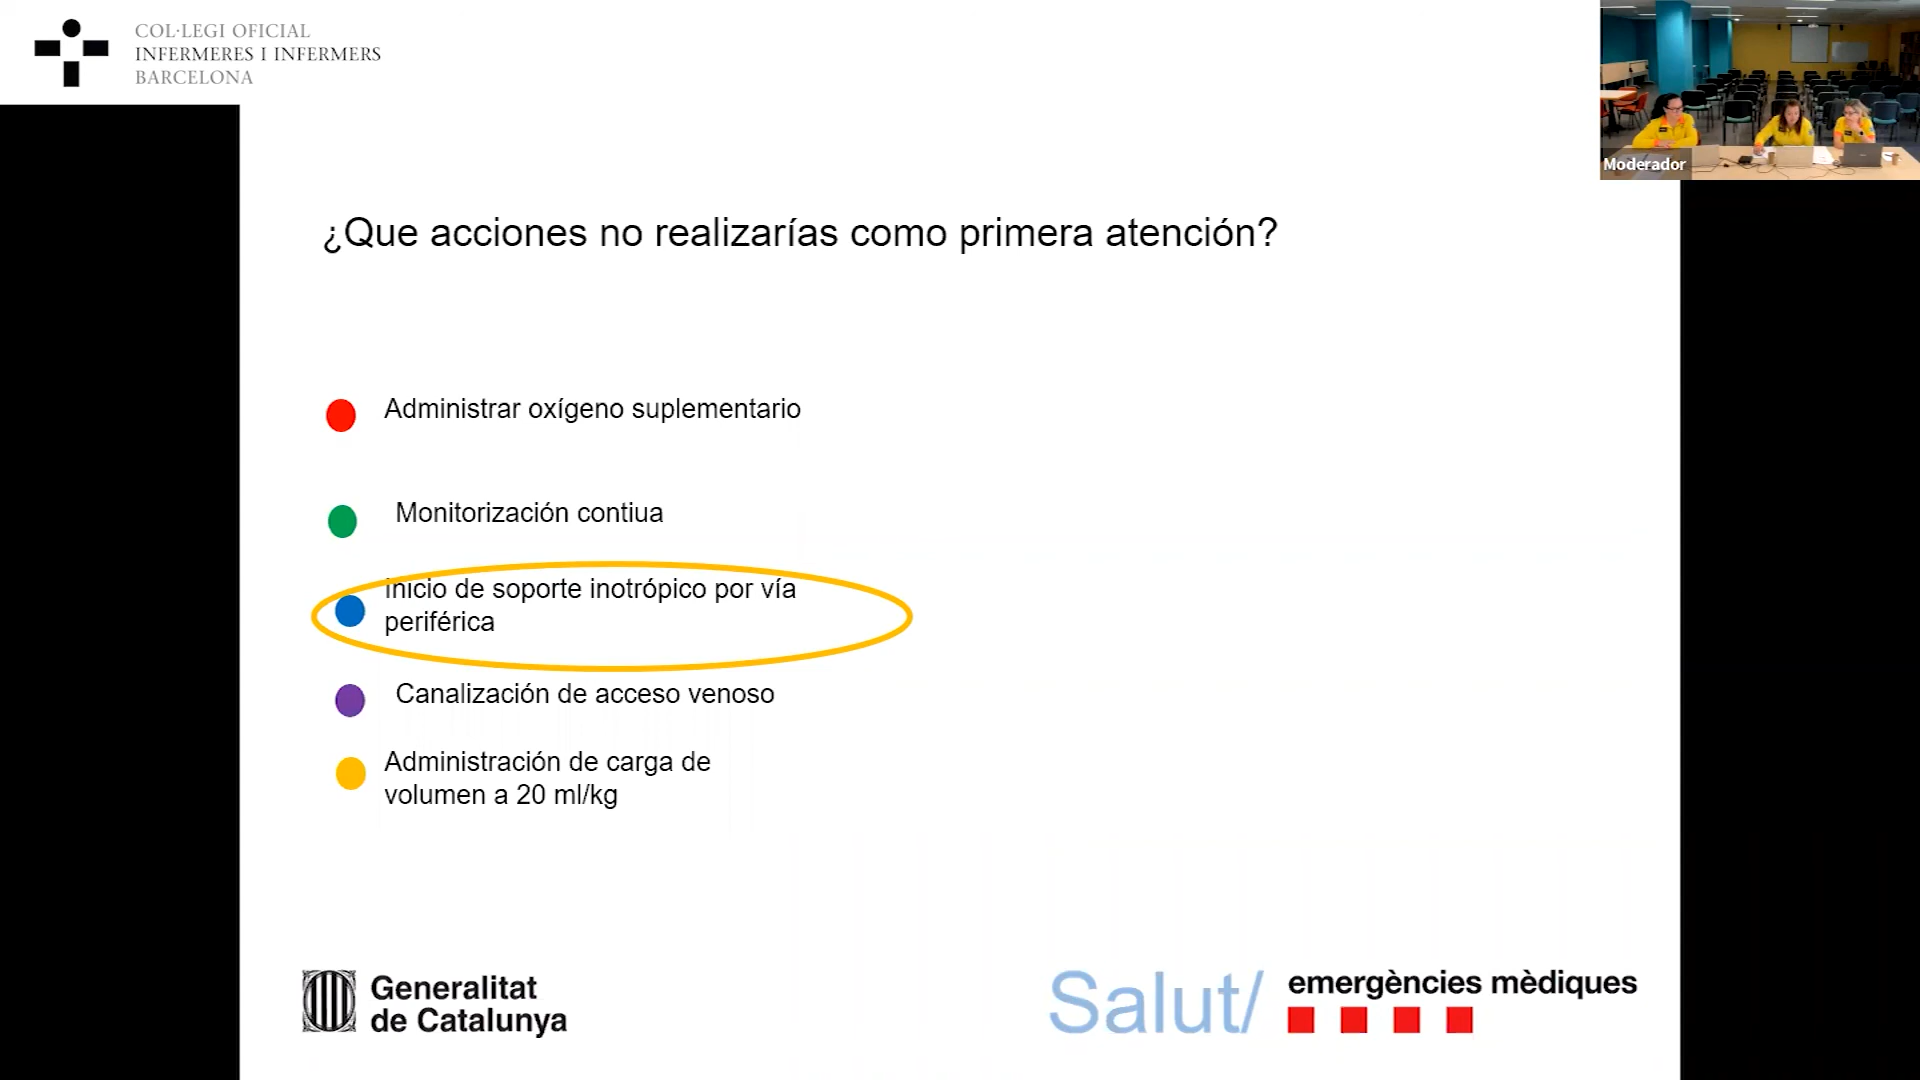 COL·LEGI OFICIAL
INFERMERES I INFERMERS
BARCELONA
Moderador
¿Que acciones no realizarías como primera atención?
Administrar oxígeno suplementario
Monitorización contiua
Inicio de soporte inotrópico por vía
periférica
Canalización de acceso venoso
Administración de carga de
volumen a 20 ml/kg
Generalitat
de Catalunya
Salut/
emergències mèdiques